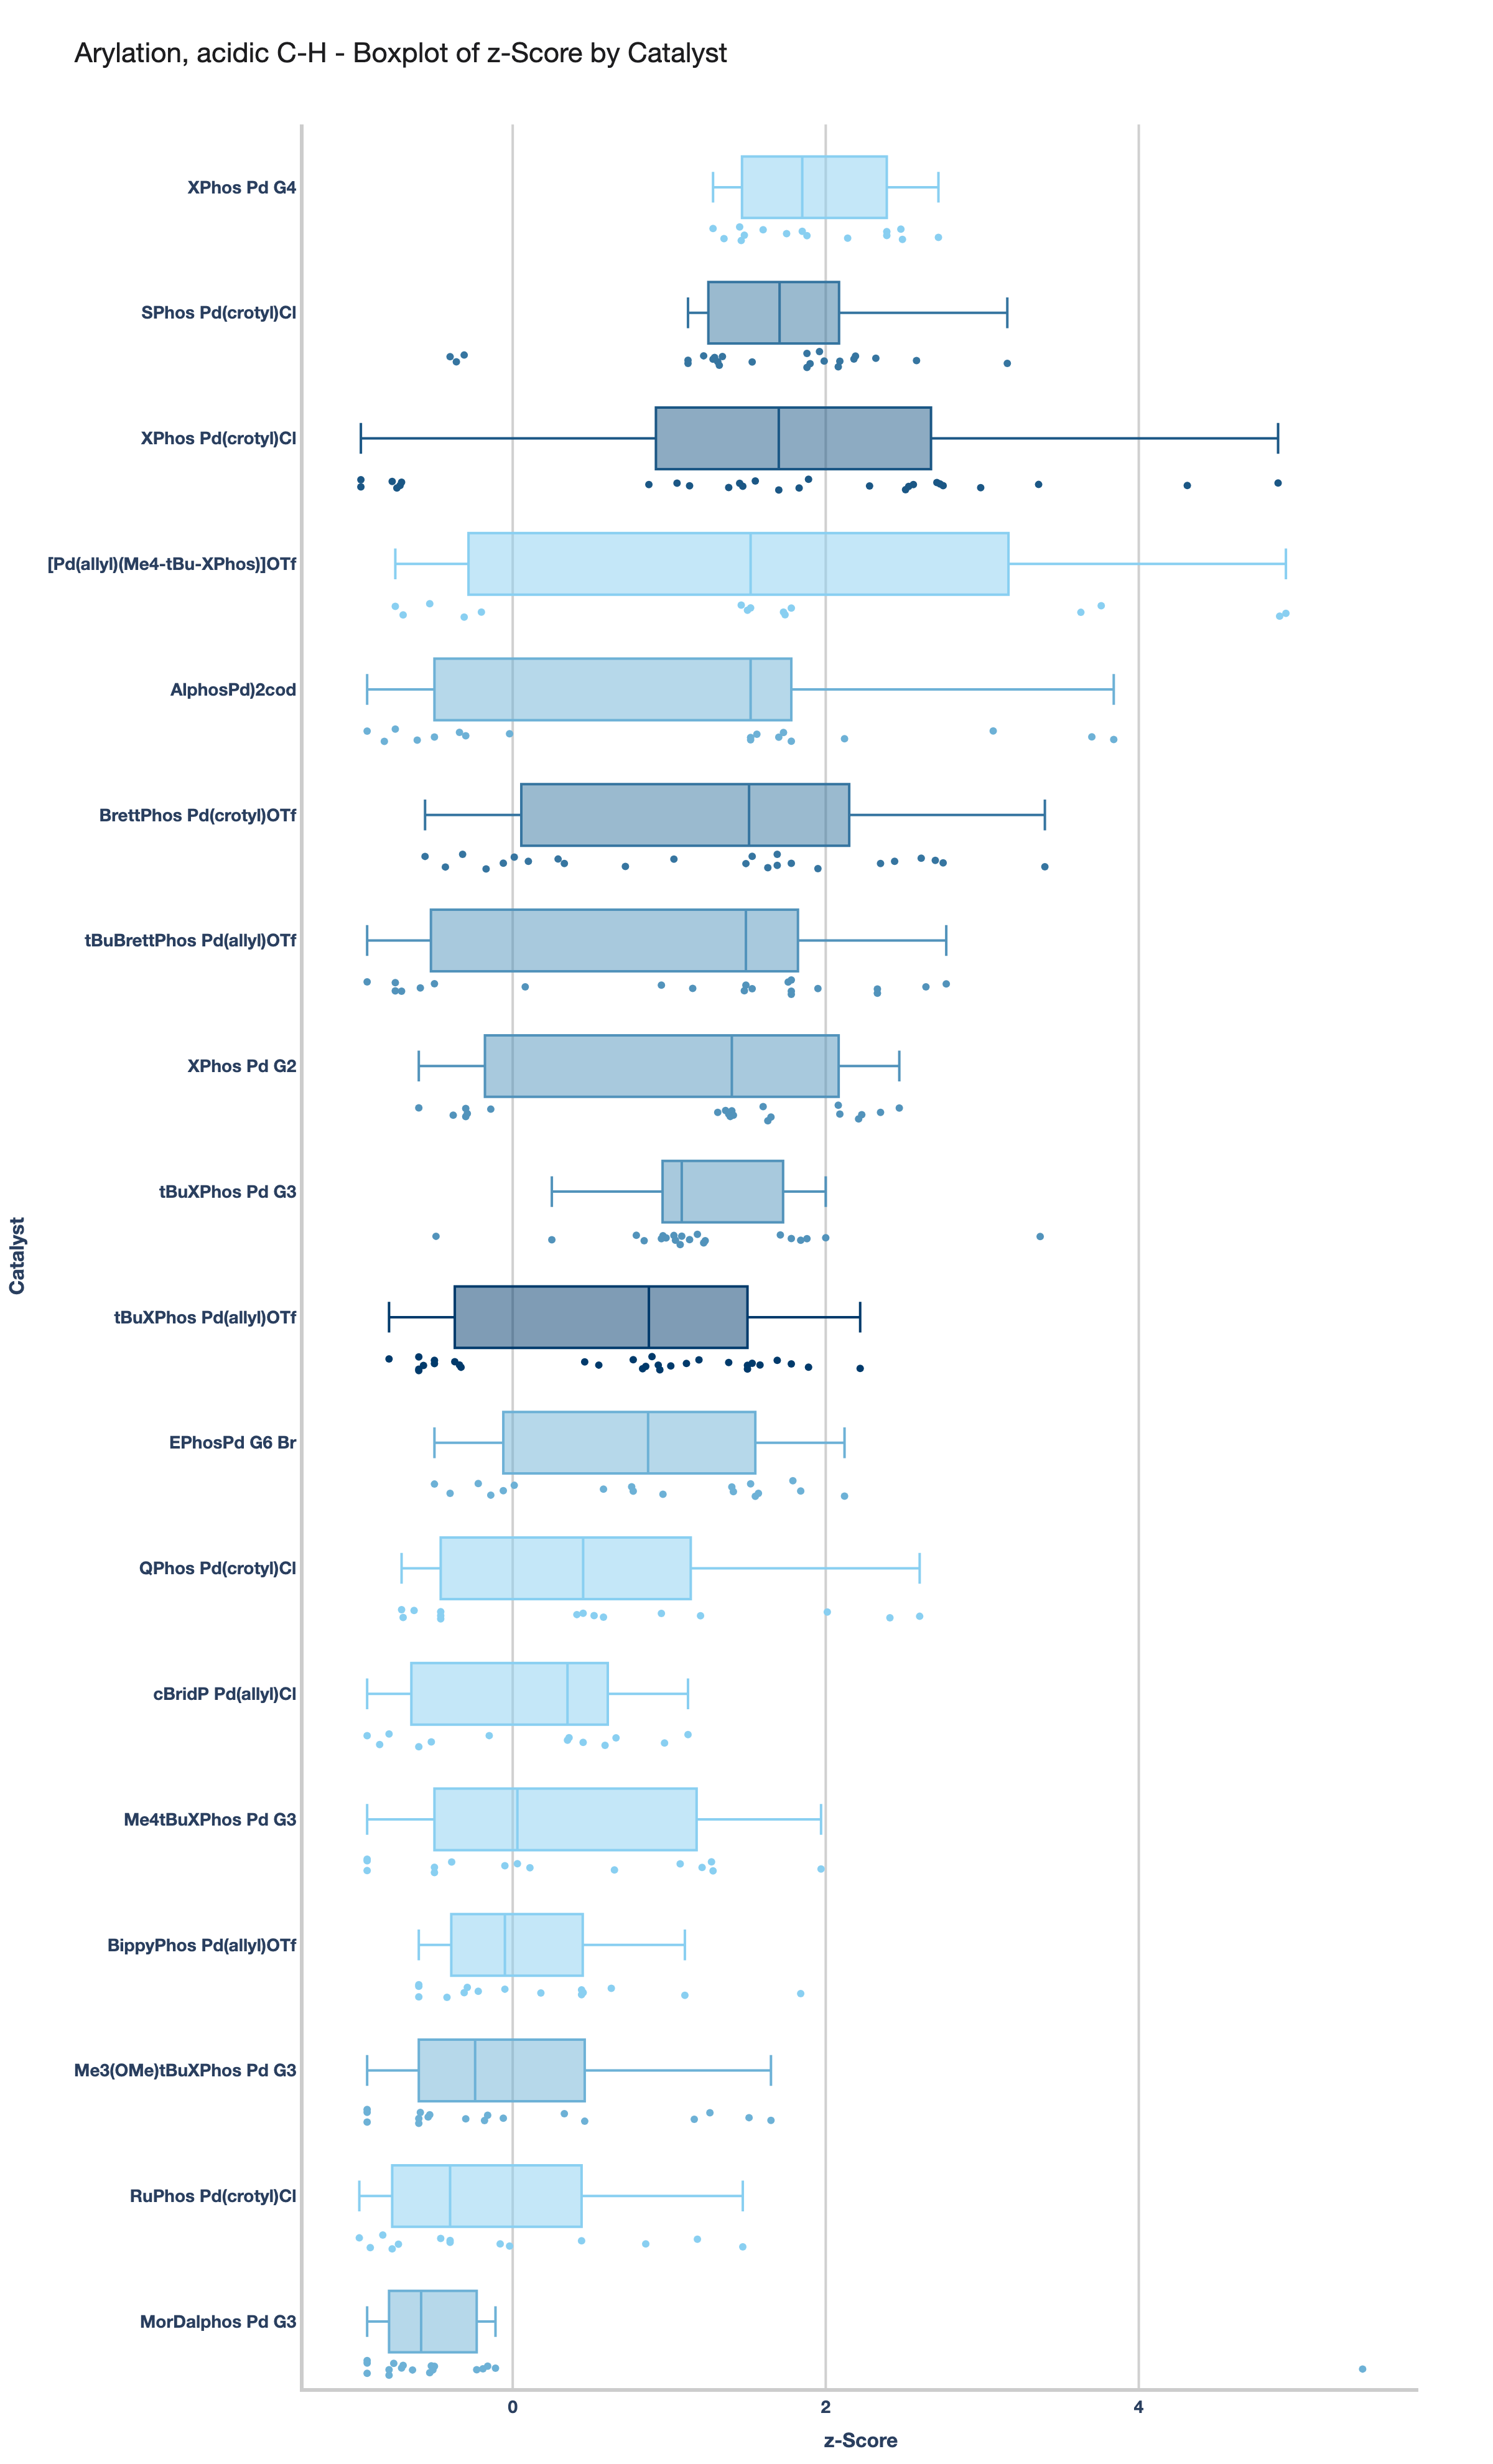 Arylation, acidic C-H - Boxplot of z-Score by Catalyst
XPhos Pd G4
SPhos Pd(crotyl)Cl
XPhos Pd(crotyl)Cl
[Pd(allyl)(Me4-tBu-XPhos)]OTf
AlphosPd)2cod
BrettPhos Pd(crotyl)OTf
tBuBrettPhos Pd(allyl)OTf
XPhos Pd G2
tBuXPhos Pd G3
Catalyst
tBuXPhos Pd(allyl)OTf
EPhosPd G6 Br
QPhos Pd(crotyl)Cl
cBridP Pd(allyl)Cl
Me4tBuXPhos Pd G3
BippyPhos Pd(allyl)OTf
Me3(OMe)tBuXPhos Pd G3
RuPhos Pd(crotyl)Cl
MorDalphos Pd G3
0 2 4
z-Score